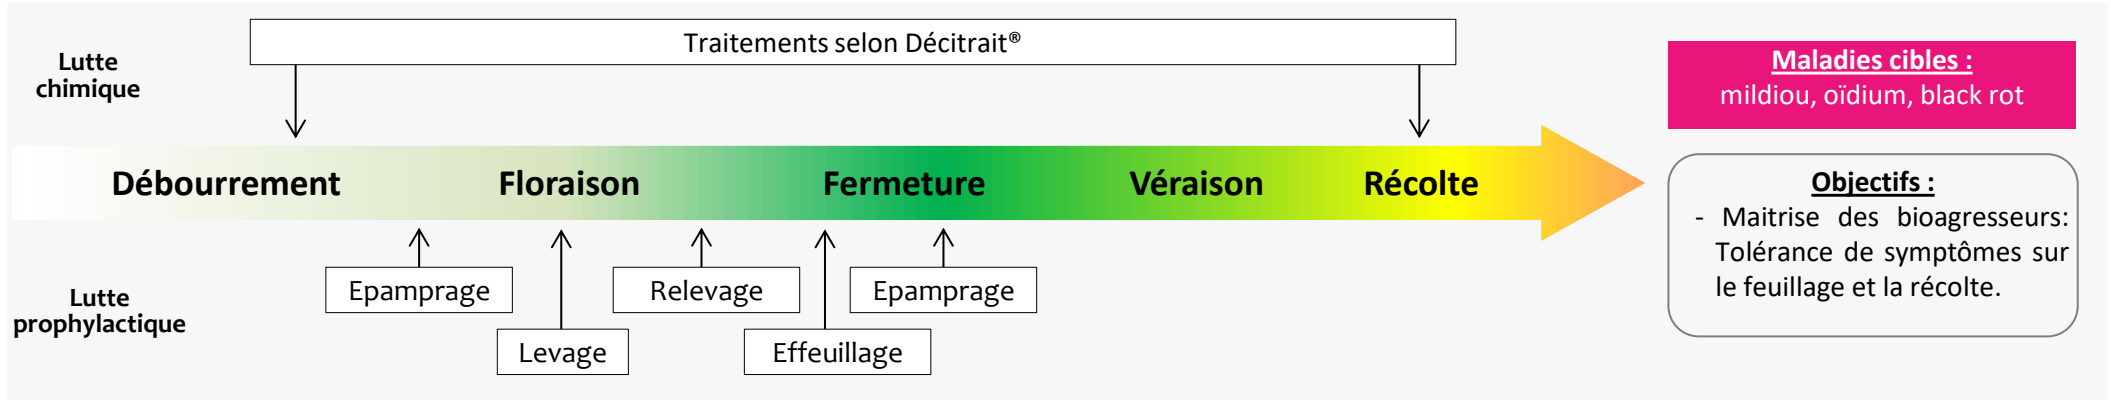 Traitements selon Décitrait®
Lutte
chimique
Maladies cibles :
mildiou, oïdium, black rot
Débourrement
Floraison
Fermeture
Véraison
Récolte
Objectifs :
- Maitrise des bioagresseurs:
Tolérance de symptômes sur
le feuillage et la récolte.
Lutte
prophylactique
Epamprage
Relevage
Epamprage
Levage
Effeuillage